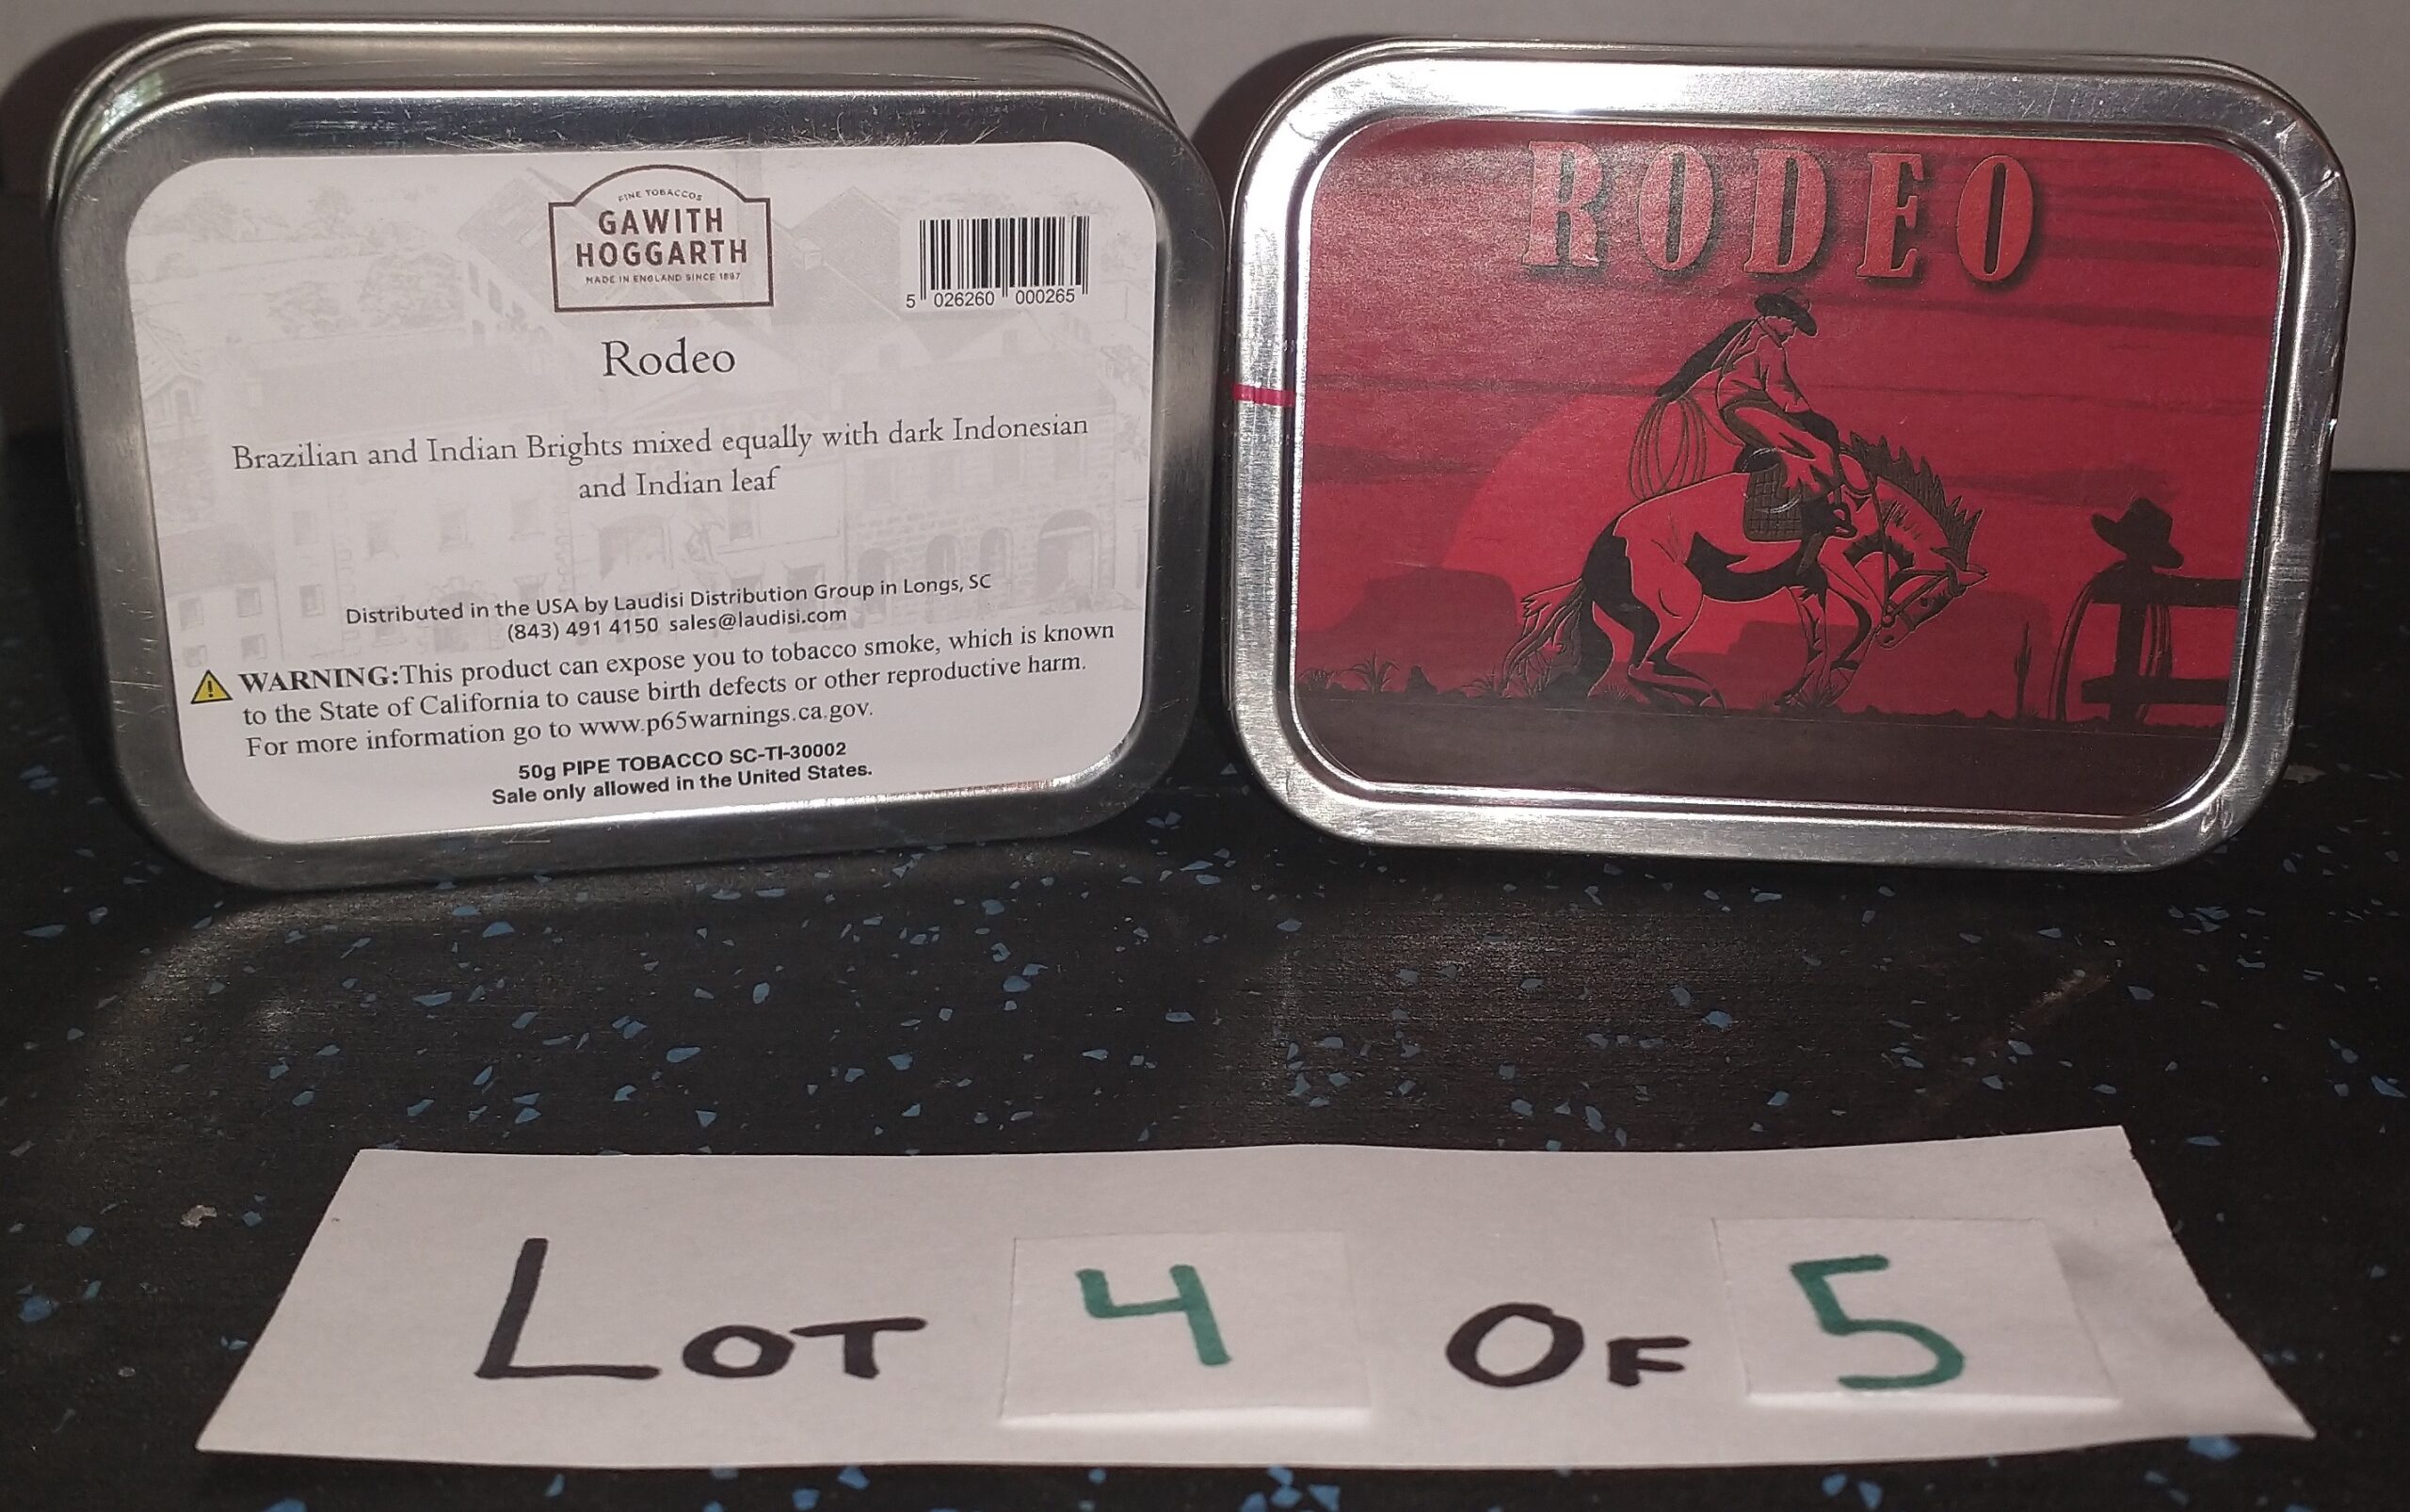 FINE TOBACCOS
GAWITH
HOGGARTH
MADE IN ENGLAND SINCE 1887
5 026260 000265
Rodeo
Brazilian and Indian Brights mixed equally with dark Indonesian
and Indian leaf
Distributed in the USA by Laudisi Distribution Group in Longs, SC
(843) 491 4150 sales@laudisi.com
WARNING:This product can expose you to tobacco smoke, which is known
to the State of California to cause birth defects or other reproductive harm.
For more information go to www.p65warnings.ca.gov.
50g PIPE TOBACCO SC-TI-30002
Sale only allowed in the United States.
RODEO
LOT 4 OF 5